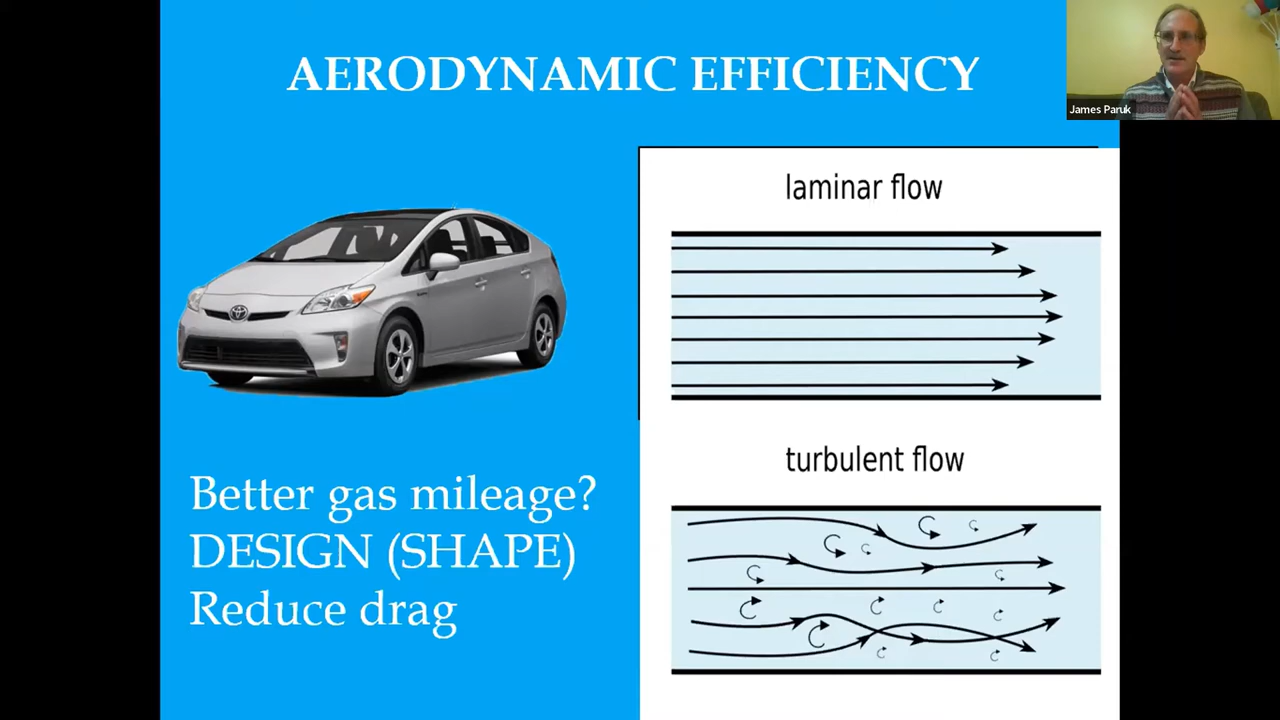 AERODYNAMIC EFFICIENCY
James Paruk
laminar flow
turbulent flow
Better gas mileage?
DESIGN (SHAPE)
Reduce drag